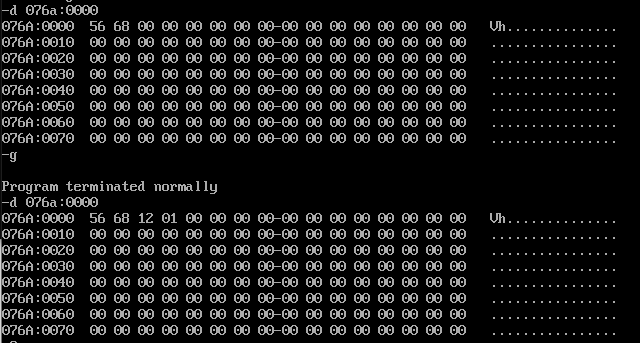 -d 076a:0000
076A:0000  56 68 00 00 00 00 00 00-00 00 00 00 00 00 00 00   Vh..............
076A:0010  00 00 00 00 00 00 00 00-00 00 00 00 00 00 00 00   ................
076A:0020  00 00 00 00 00 00 00 00-00 00 00 00 00 00 00 00   ................
076A:0030  00 00 00 00 00 00 00 00-00 00 00 00 00 00 00 00   ................
076A:0040  00 00 00 00 00 00 00 00-00 00 00 00 00 00 00 00   ................
076A:0050  00 00 00 00 00 00 00 00-00 00 00 00 00 00 00 00   ................
076A:0060  00 00 00 00 00 00 00 00-00 00 00 00 00 00 00 00   ................
076A:0070  00 00 00 00 00 00 00 00-00 00 00 00 00 00 00 00   ................
-g
Program terminated normally
-d 076a:0000
076A:0000  56 68 12 01 00 00 00 00-00 00 00 00 00 00 00 00   Vh..............
076A:0010  00 00 00 00 00 00 00 00-00 00 00 00 00 00 00 00   ................
076A:0020  00 00 00 00 00 00 00 00-00 00 00 00 00 00 00 00   ................
076A:0030  00 00 00 00 00 00 00 00-00 00 00 00 00 00 00 00   ................
076A:0040  00 00 00 00 00 00 00 00-00 00 00 00 00 00 00 00   ................
076A:0050  00 00 00 00 00 00 00 00-00 00 00 00 00 00 00 00   ................
076A:0060  00 00 00 00 00 00 00 00-00 00 00 00 00 00 00 00   ................
076A:0070  00 00 00 00 00 00 00 00-00 00 00 00 00 00 00 00   ................